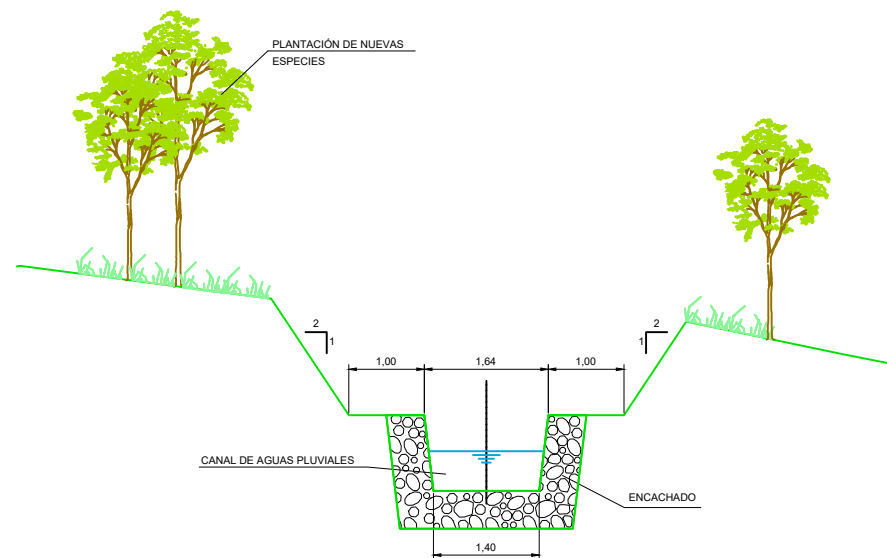 PLANTACIÓN DE NUEVAS
ESPECIES
2
1
2
1
1,00
1,64
1,00
CANAL DE AGUAS PLUVIALES
ENCACHADO
1,40